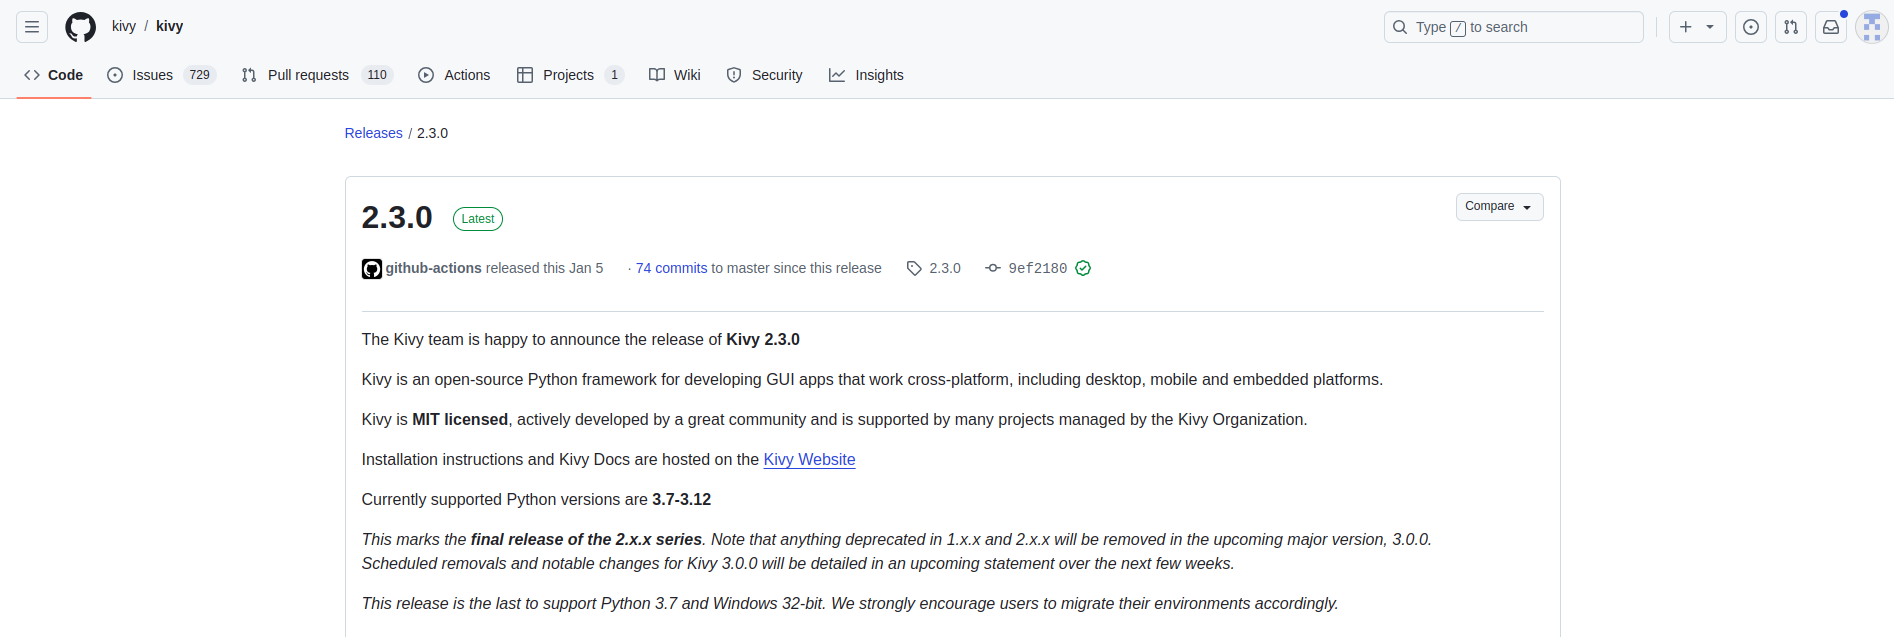 kivy / kivy
Type / to search
Code
Issues 729
Pull requests 110
Actions
Projects 1
Wiki
Security
Insights
Releases / 2.3.0
2.3.0 Latest
Compare
github-actions released this Jan 5 · 74 commits to master since this release 2.3.0 9ef2180
The Kivy team is happy to announce the release of Kivy 2.3.0
Kivy is an open-source Python framework for developing GUI apps that work cross-platform, including desktop, mobile and embedded platforms.
Kivy is MIT licensed, actively developed by a great community and is supported by many projects managed by the Kivy Organization.
Installation instructions and Kivy Docs are hosted on the Kivy Website
Currently supported Python versions are 3.7-3.12
This marks the final release of the 2.x.x series. Note that anything deprecated in 1.x.x and 2.x.x will be removed in the upcoming major version, 3.0.0.
Scheduled removals and notable changes for Kivy 3.0.0 will be detailed in an upcoming statement over the next few weeks.
This release is the last to support Python 3.7 and Windows 32-bit. We strongly encourage users to migrate their environments accordingly.